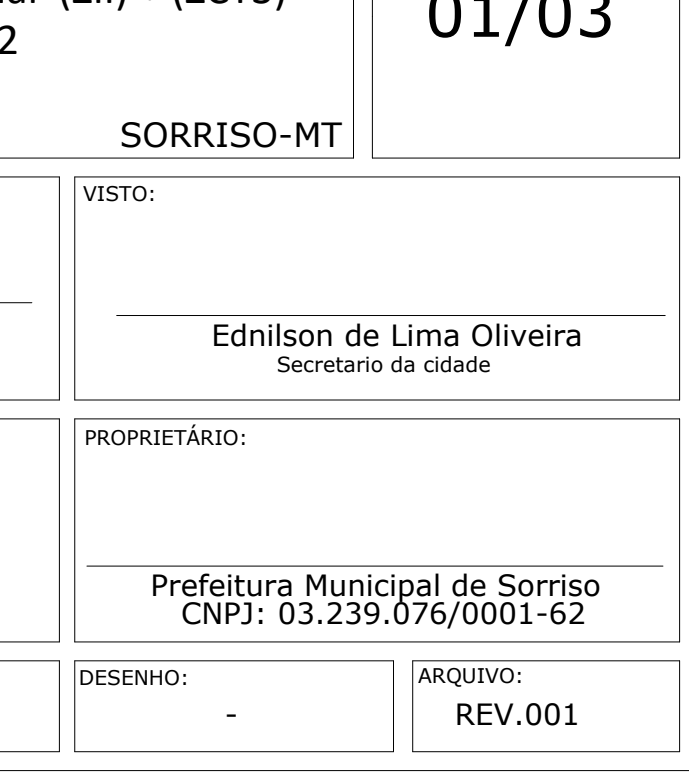 01/03
2
SORRISO-MT
VISTO:
Ednilson de Lima Oliveira
Secretario da cidade
PROPRIETÁRIO:
Prefeitura Municipal de Sorriso
CNPJ: 03.239.076/0001-62
DESENHO:
-
ARQUIVO:
REV.001